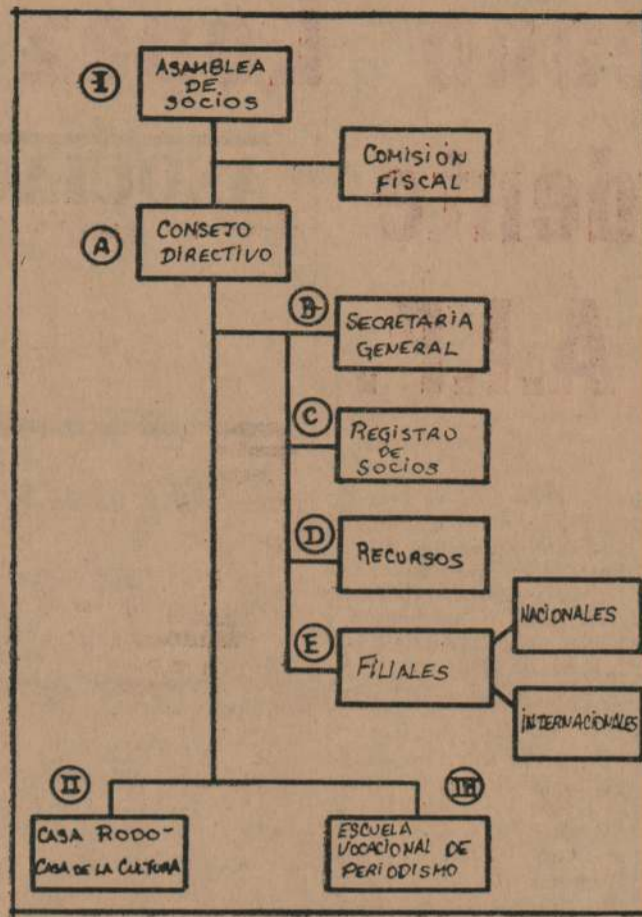 I
ASAMBLEA
DE
SOCIOS
COMISIÓN
FISCAL
A
CONSEJO
DIRECTIVO
B
SECRETARIA
GENERAL
C
REGISTRO
DE
SOCIOS
D
RECURSOS
E
FILIALES
NACIONALES
INTERNACIONALES
II
CASA RODO-
CASA DE LA CULTURA
III
ESCUELA
VOCACIONAL DE
PERIODISMO